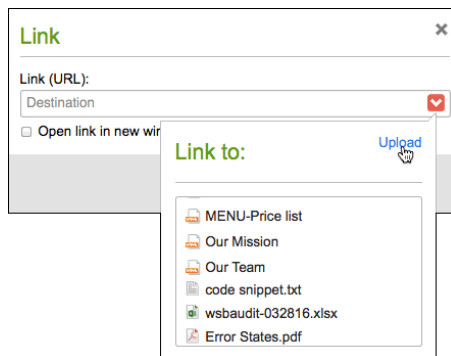 Link
Link (URL):
Destination
Open link in new
Link to:
Upload
MENU-Price list
Our Mission
Our Team
code snippet.txt
wsbaudit-032816.xlsx
Error States.pdf